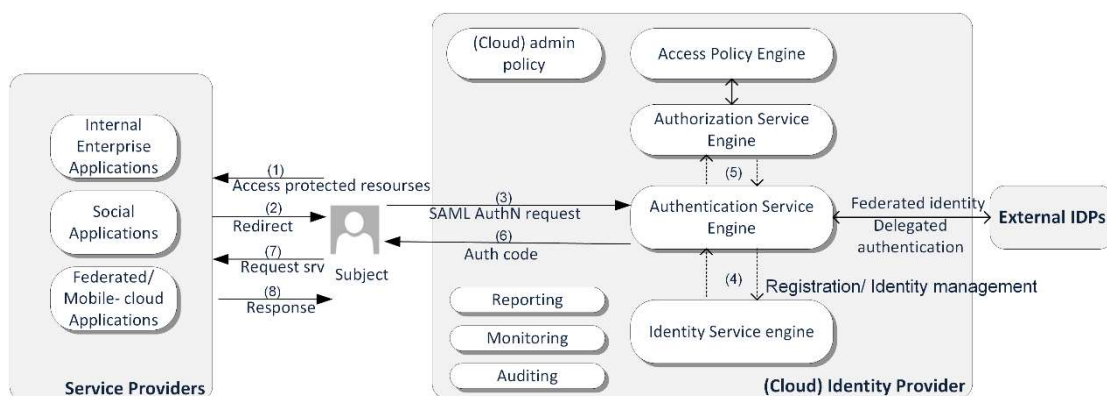 (Cloud) admin
policy
Access Policy Engine
Internal
Enterprise
Applications
Authorization Service
Engine
(1)
Access protected resourses
(5)
(2)
Redirect
(3)
SAML AuthN request
Social
Applications
Authentication Service
Engine
Federated identity
Delegated
authentication
External IDPs
(6)
Auth code
(7)
Request srv
Subject
Federated/
Mobile- cloud
Applications
(8)
Response
(4)
Registration/ Identity management
Reporting
Identity Service engine
Monitoring
Auditing
Service Providers
(Cloud) Identity Provider